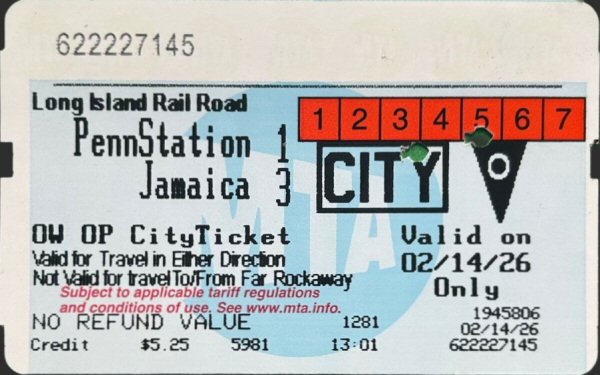 622227145
Long Island Rail Road
1 2 3 4 5 6 7
PennStation 1
Jamaica 3
CITY
O
MTA
OW OP CityTicket
Valid for Travel in Either Direction
Not Valid for travel To/From Far Rockaway
Valid on
02/14/26
Only
Subject to applicable tariff regulations
and conditions of use. See www.mta.info.
NO REFUND VALUE 1281
1945806
02/14/26
Credit $5.25 5981 13:01 622227145